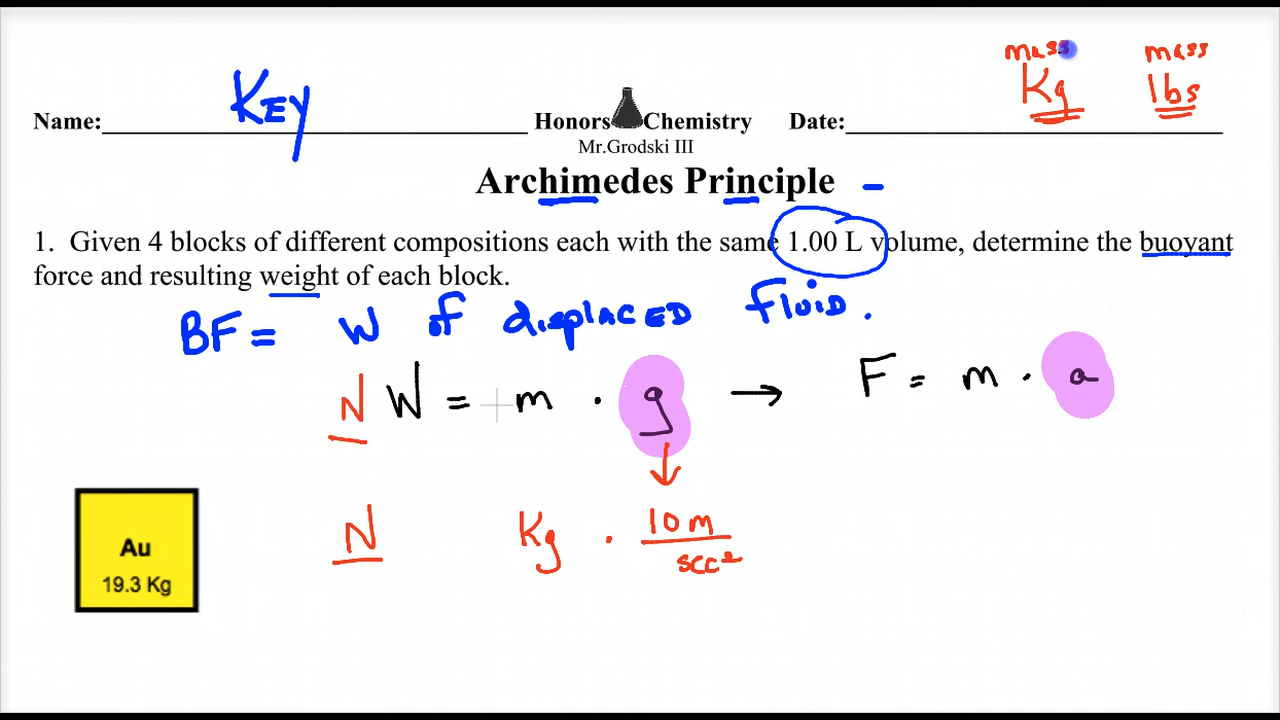 mass mass
Kg lbs
KEY
Name: Honors Chemistry Date:
Mr.Grodski III
Archimedes Principle -
1. Given 4 blocks of different compositions each with the same 1.00 L volume, determine the buoyant
force and resulting weight of each block.
BF = W of displaced fluid.
N W = m · g → F = m · a
N Kg · 10 m
sec²
Au
19.3 Kg